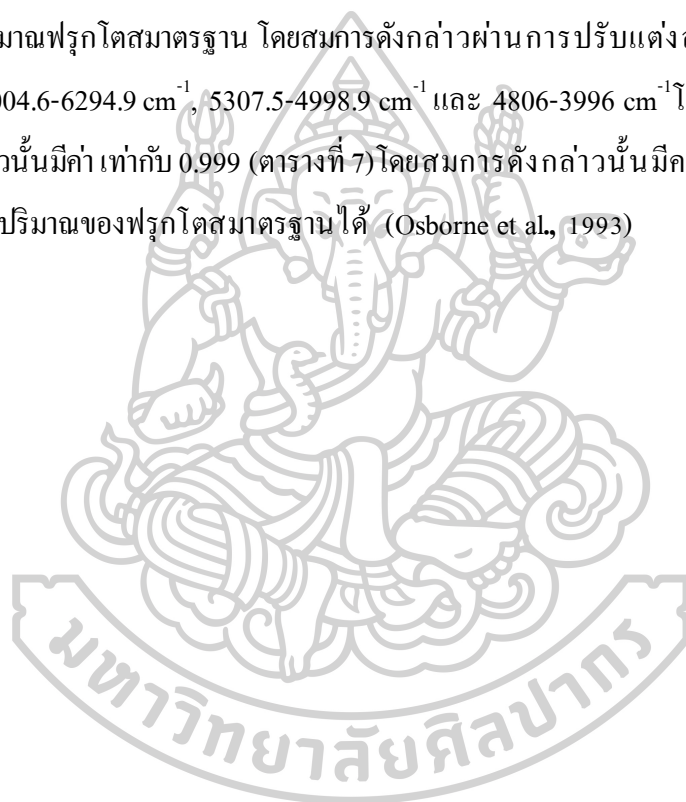 มาณฟรุกโตสมาตรฐาน โดยสมการดังกล่าวผ่านการปรับแต่ง
04.6-6294.9 cm⁻¹, 5307.5-4998.9 cm⁻¹ และ 4806-3996 cm⁻¹
วนั้นมีค่า เท่ากับ 0.999 (ตารางที่ 7)โดยสมการดังกล่าวนั้นมีค
ปริมาณของฟรุกโตสมาตรฐานได้ (Osborne et al., 1993)
มหาวิทยาลัยศิลปากร